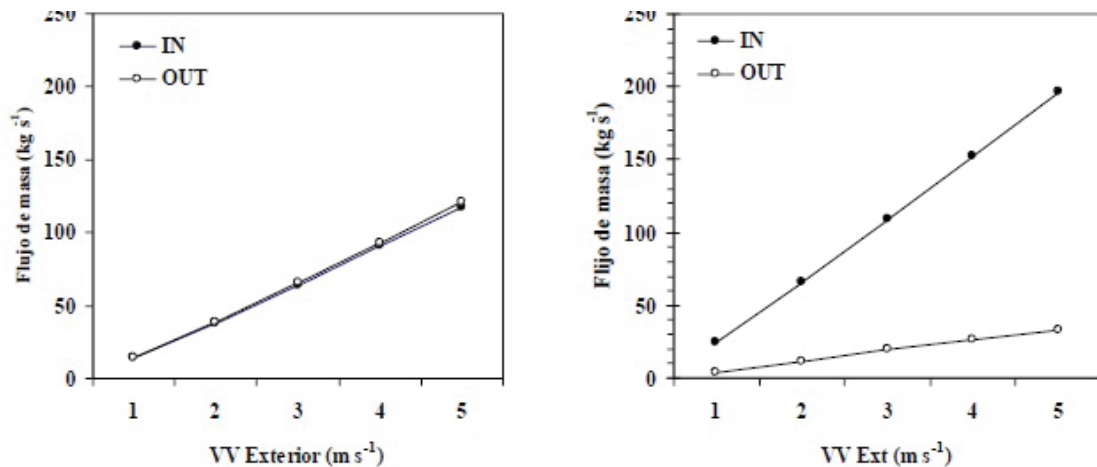 250
200
150
100
50
0
Flujo de masa (kg s-1)
IN
OUT
1 2 3 4 5
VV Exterior (m s-1)
250
200
150
100
50
0
Flijo de masa (kg s-1)
IN
OUT
1 2 3 4 5
VV Ext (m s-1)